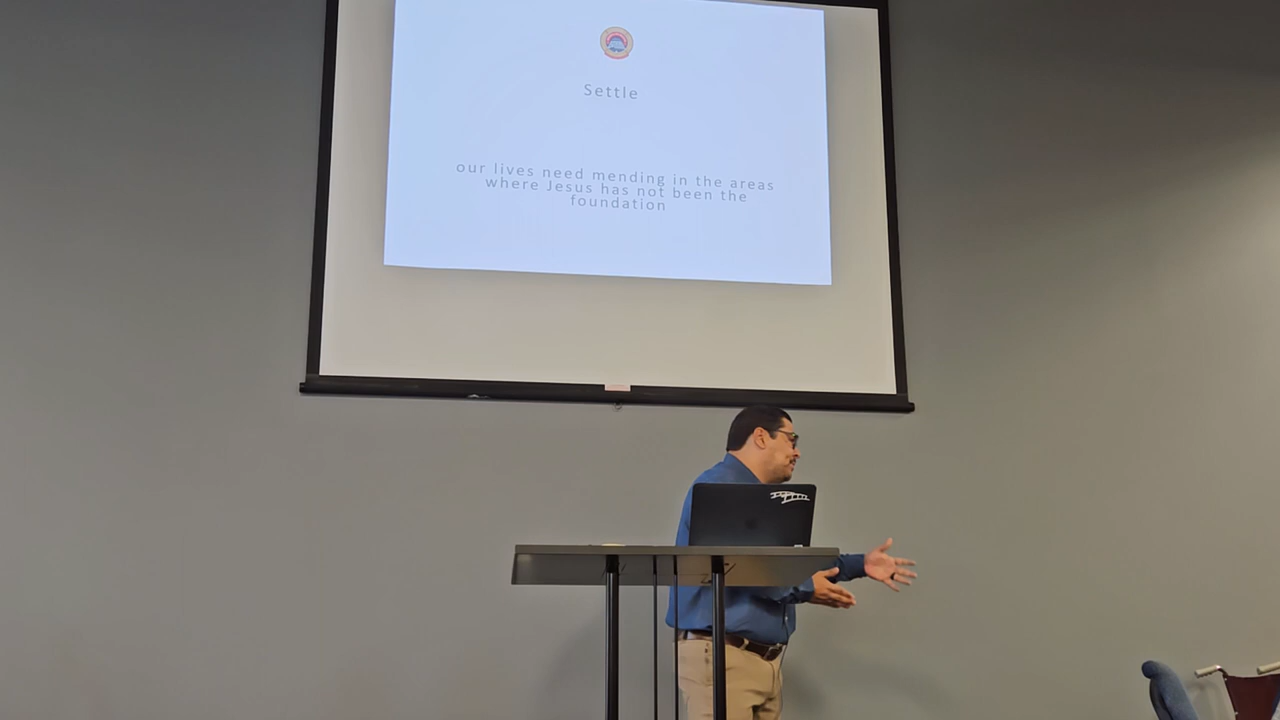 Settle
our lives need mending in the areas
where Jesus has not been the
foundation